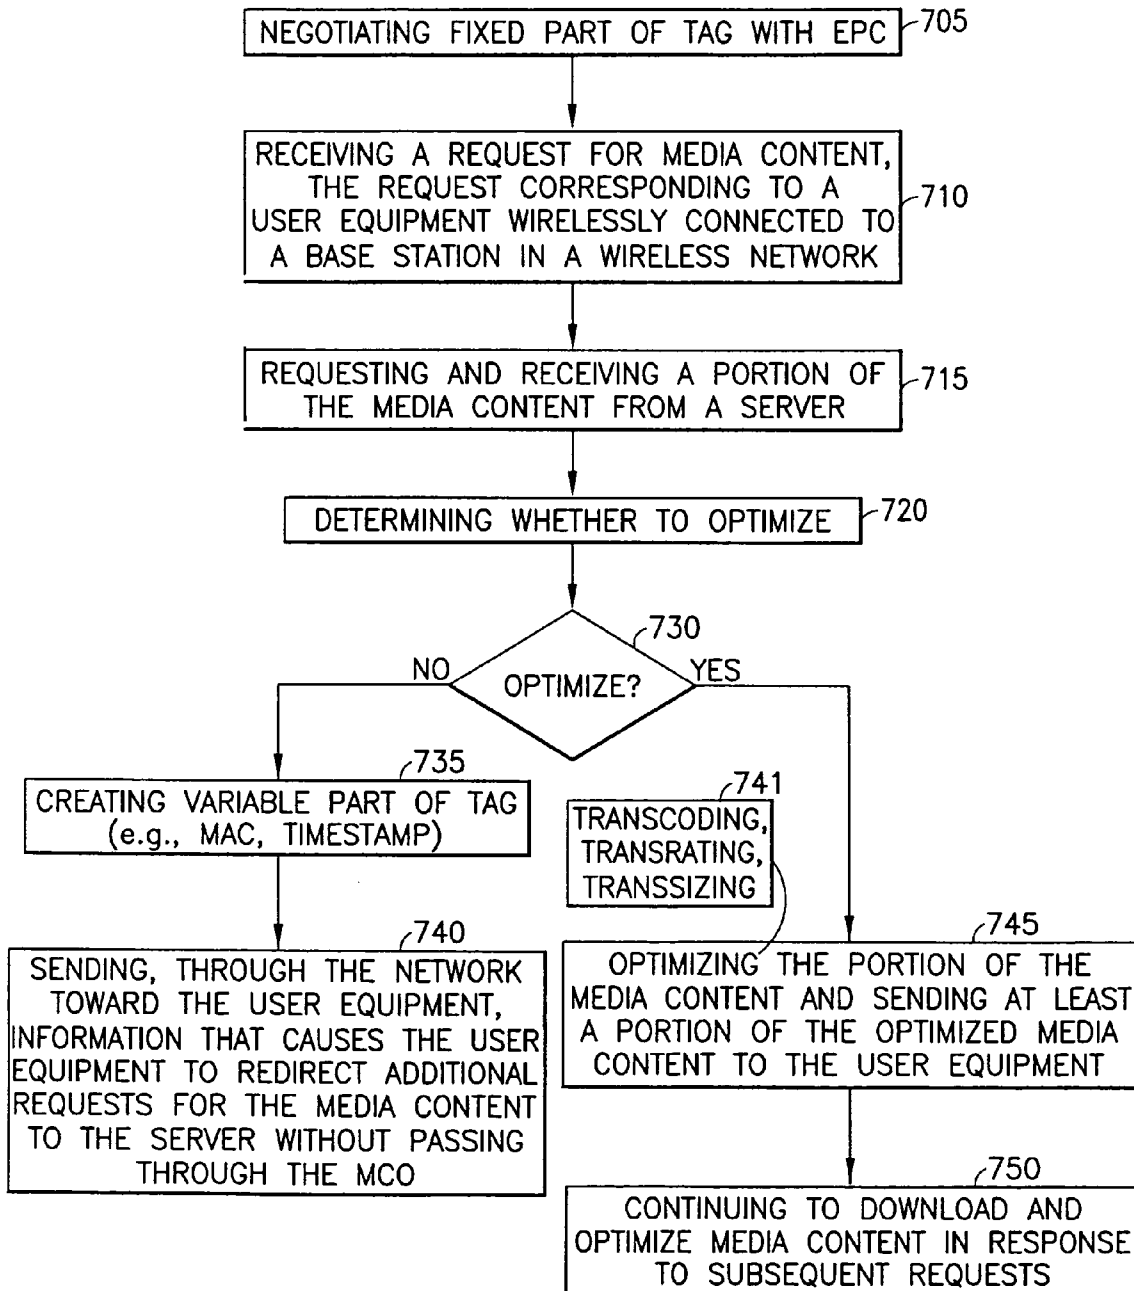 NEGOTIATING FIXED PART OF TAG WITH EPC
705
RECEIVING A REQUEST FOR MEDIA CONTENT,
THE REQUEST CORRESPONDING TO A
USER EQUIPMENT WIRELESSLY CONNECTED TO
A BASE STATION IN A WIRELESS NETWORK
710
REQUESTING AND RECEIVING A PORTION OF
THE MEDIA CONTENT FROM A SERVER
715
DETERMINING WHETHER TO OPTIMIZE
720
730
NO
OPTIMIZE?
YES
735
CREATING VARIABLE PART OF TAG
(e.g., MAC, TIMESTAMP)
741
TRANSCODING,
TRANSRATING,
TRANSSIZING
740
SENDING, THROUGH THE NETWORK
TOWARD THE USER EQUIPMENT,
INFORMATION THAT CAUSES THE USER
EQUIPMENT TO REDIRECT ADDITIONAL
REQUESTS FOR THE MEDIA CONTENT
TO THE SERVER WITHOUT PASSING
THROUGH THE MCO
745
OPTIMIZING THE PORTION OF THE
MEDIA CONTENT AND SENDING AT LEAST
A PORTION OF THE OPTIMIZED MEDIA
CONTENT TO THE USER EQUIPMENT
750
CONTINUING TO DOWNLOAD AND
OPTIMIZE MEDIA CONTENT IN RESPONSE
TO SUBSEQUENT REQUESTS